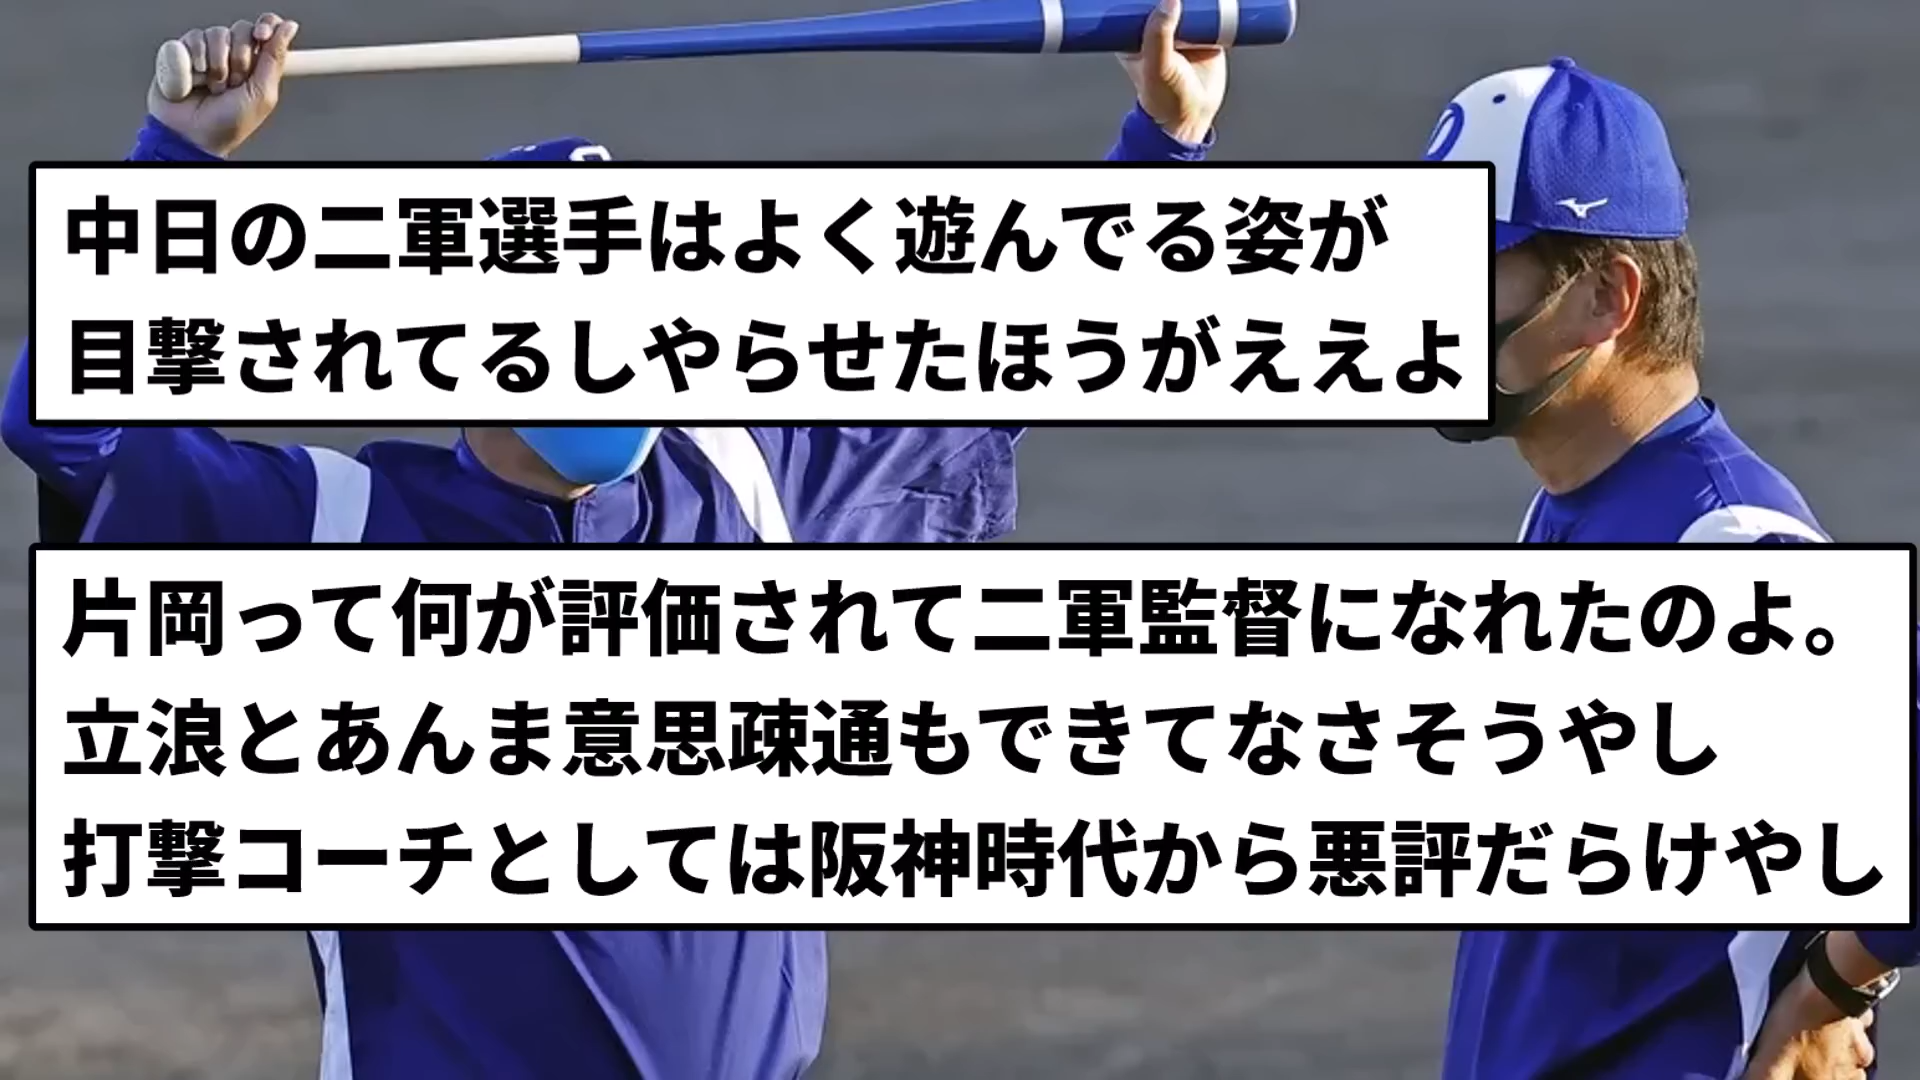 中日の二軍選手はよく遊んでる姿が
目撃されてるしやらせたほうがええよ
片岡って何が評価されて二軍監督になれたのよ。
立浪とあんま意思疎通もできてなさそうやし
打撃コーチとしては阪神時代から悪評だらけやし